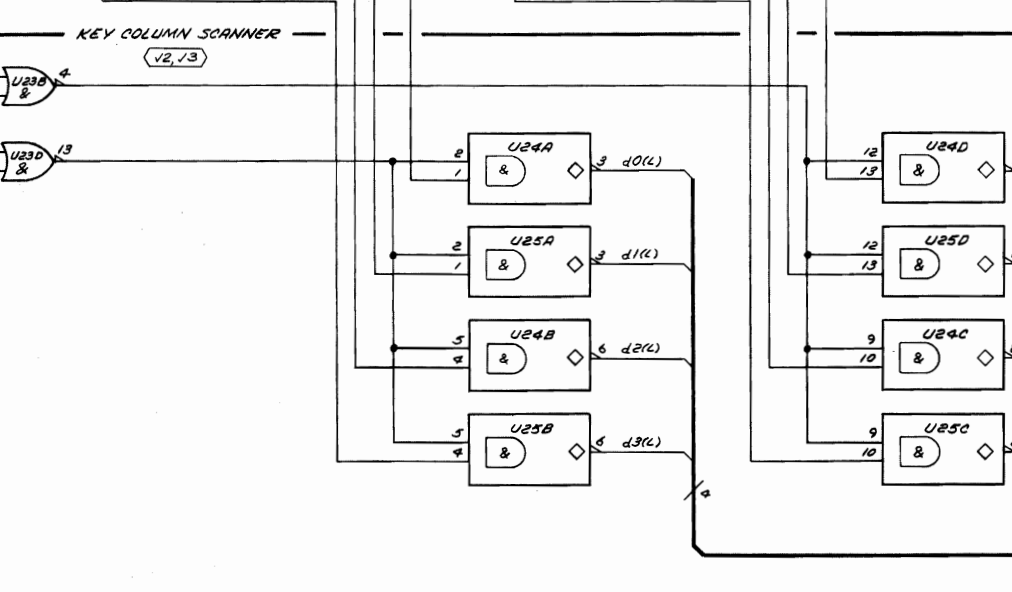 KEY COLUMN SCANNER
√2, √3
U23B
&
4
U23D
&
13
U24A
2
1
&
3 d0(L)
U25A
2
1
&
3 d1(L)
U24B
5
4
&
6 d2(L)
U25B
5
4
&
6 d3(L)
4
U24D
12
13
&
U25D
12
13
&
U24C
9
10
&
U25C
9
10
&